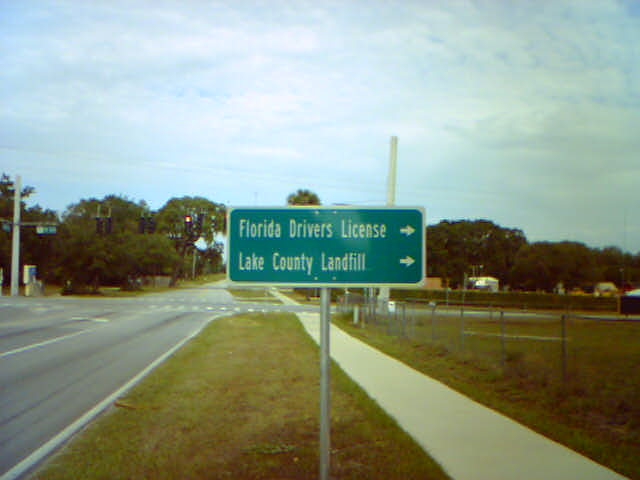 Florida Drivers License →
Lake County Landfill →